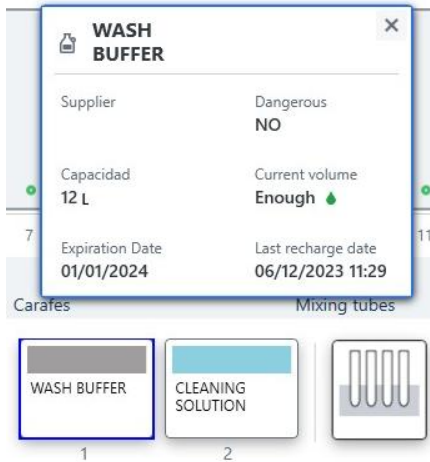 WASH
BUFFER
Supplier
Dangerous
NO
Capacidad
12 L
Current volume
Enough
Expiration Date
01/01/2024
Last recharge date
06/12/2023 11:29
7
11
Carafes
Mixing tubes
WASH BUFFER
CLEANING
SOLUTION
1
2